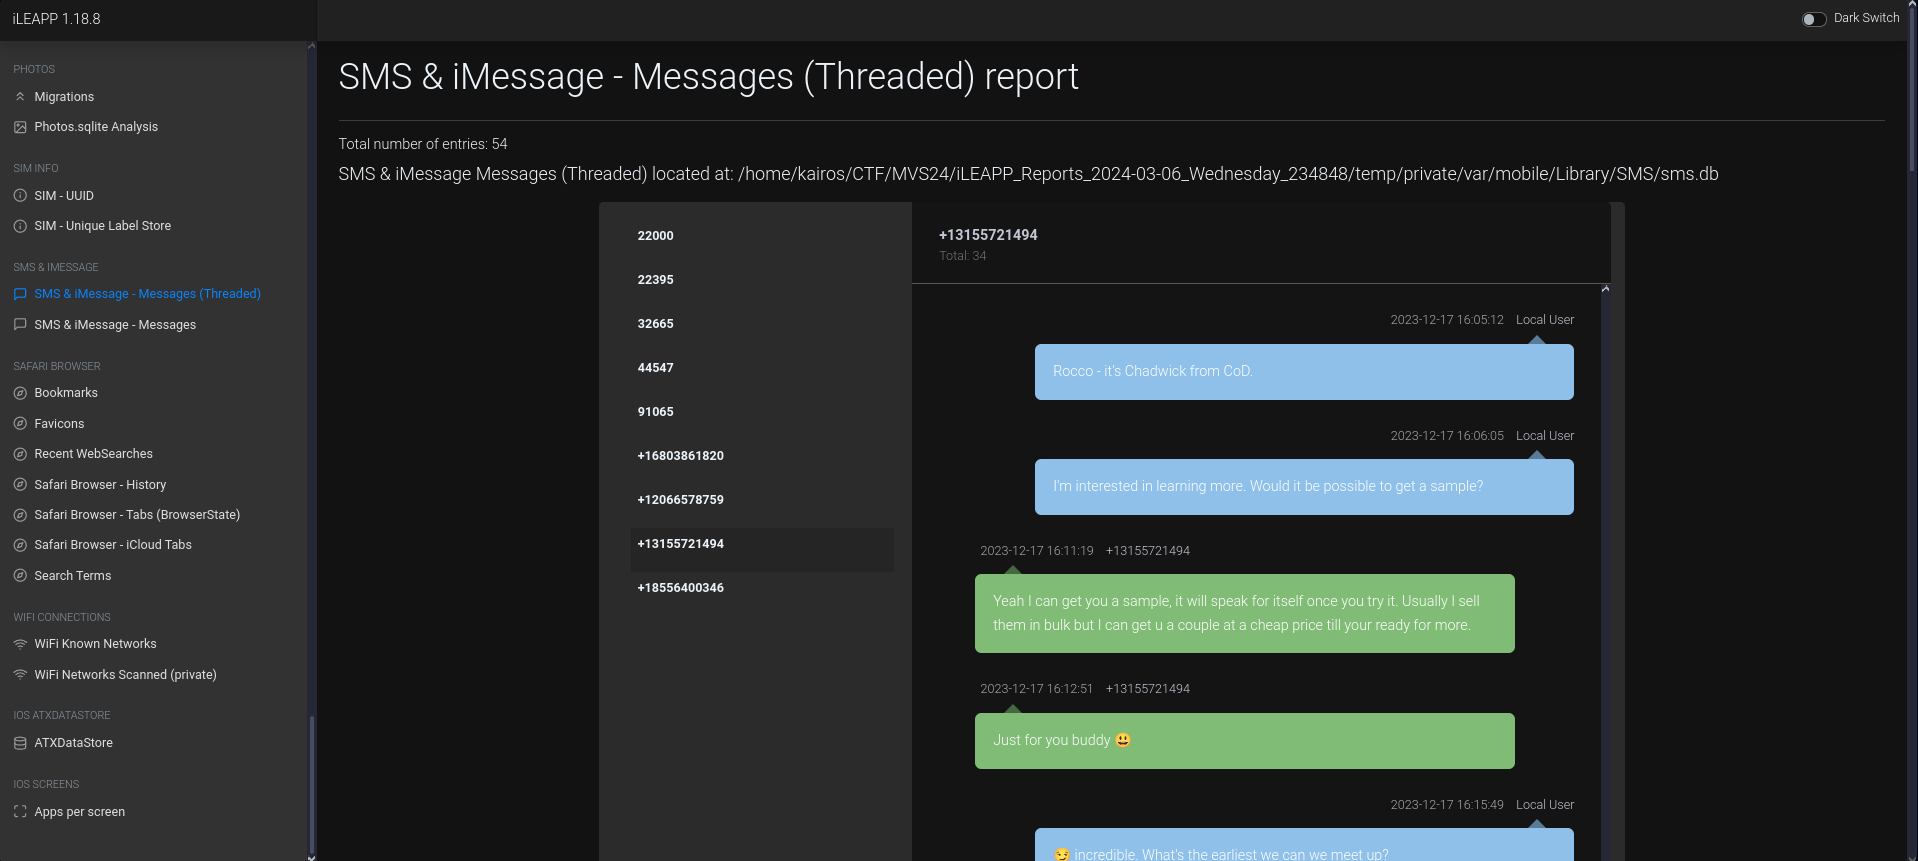 iLEAPP 1.18.8
Dark Switch
PHOTOS
Migrations
Photos.sqlite Analysis
SIM INFO
SIM - UUID
SIM - Unique Label Store
SMS & IMESSAGE
SMS & iMessage - Messages (Threaded)
SMS & iMessage - Messages
SAFARI BROWSER
Bookmarks
Favicons
Recent WebSearches
Safari Browser - History
Safari Browser - Tabs (BrowserState)
Safari Browser - iCloud Tabs
Search Terms
WIFI CONNECTIONS
WiFi Known Networks
WiFi Networks Scanned (private)
IOS ATXDATASTORE
ATXDataStore
IOS SCREENS
Apps per screen
SMS & iMessage - Messages (Threaded) report
Total number of entries: 54
SMS & iMessage Messages (Threaded) located at: /home/kairos/CTF/MVS24/iLEAPP_Reports_2024-03-06_Wednesday_234848/temp/private/var/mobile/Library/SMS/sms.db
22000
22395
32665
44547
91065
+16803861820
+12066578759
+13155721494
+18556400346
+13155721494
Total: 34
2023-12-17 16:05:12 Local User
Rocco - it's Chadwick from CoD.
2023-12-17 16:06:05 Local User
I'm interested in learning more. Would it be possible to get a sample?
2023-12-17 16:11:19 +13155721494
Yeah I can get you a sample, it will speak for itself once you try it. Usually I sell
them in bulk but I can get u a couple at a cheap price till your ready for more.
2023-12-17 16:12:51 +13155721494
Just for you buddy 😃
2023-12-17 16:15:49 Local User
😏 incredible. What's the earliest we can we meet up?